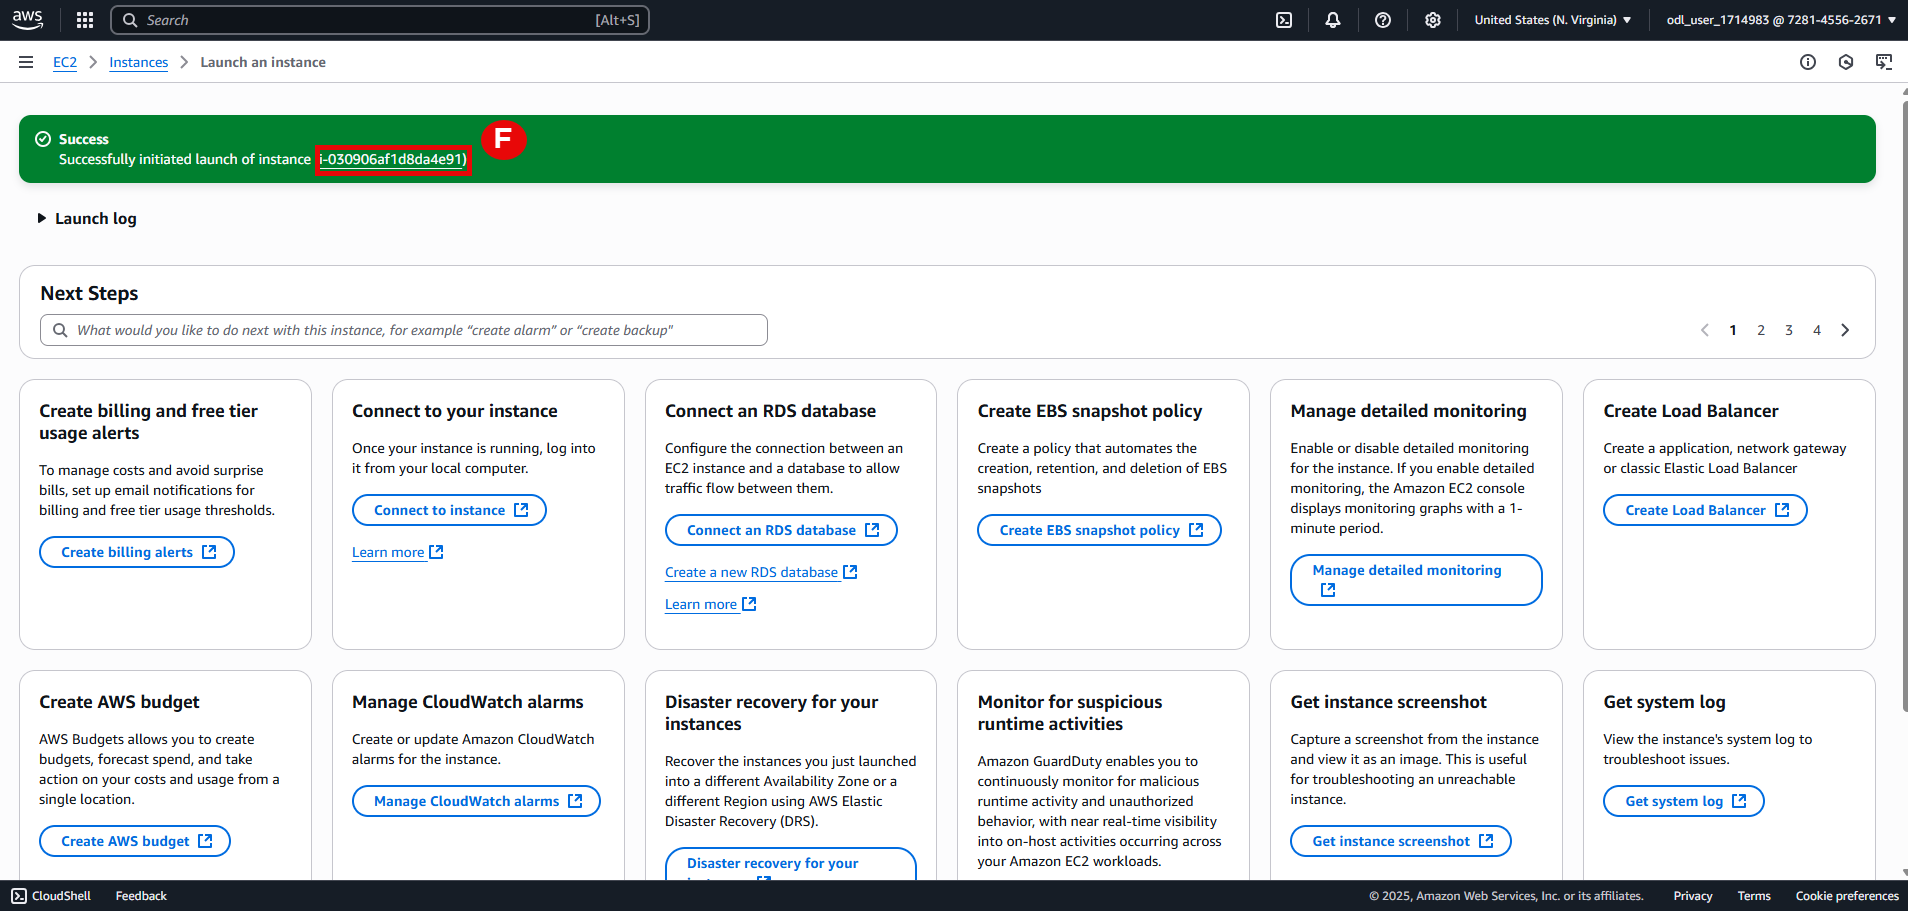 aws
Search [Alt+S]
United States (N. Virginia)
odl_user_1714983 @ 7281-4556-2671
EC2 Instances Launch an instance
Success
Successfully initiated launch of instance i-030906af1d8da4e91)
F
Launch log
Next Steps
What would you like to do next with this instance, for example “create alarm” or “create backup”
1 2 3 4
Create billing and free tier
usage alerts
To manage costs and avoid surprise
bills, set up email notifications for
billing and free tier usage thresholds.
Create billing alerts
Connect to your instance
Once your instance is running, log into
it from your local computer.
Connect to instance
Learn more
Connect an RDS database
Configure the connection between an
EC2 instance and a database to allow
traffic flow between them.
Connect an RDS database
Create a new RDS database
Learn more
Create EBS snapshot policy
Create a policy that automates the
creation, retention, and deletion of EBS
snapshots
Create EBS snapshot policy
Manage detailed monitoring
Enable or disable detailed monitoring
for the instance. If you enable detailed
monitoring, the Amazon EC2 console
displays monitoring graphs with a 1-
minute period.
Manage detailed monitoring
Create Load Balancer
Create a application, network gateway
or classic Elastic Load Balancer
Create Load Balancer
Create AWS budget
AWS Budgets allows you to create
budgets, forecast spend, and take
action on your costs and usage from a
single location.
Create AWS budget
Manage CloudWatch alarms
Create or update Amazon CloudWatch
alarms for the instance.
Manage CloudWatch alarms
Disaster recovery for your
instances
Recover the instances you just launched
into a different Availability Zone or a
different Region using AWS Elastic
Disaster Recovery (DRS).
Disaster recovery for your
Monitor for suspicious
runtime activities
Amazon GuardDuty enables you to
continuously monitor for malicious
runtime activity and unauthorized
behavior, with near real-time visibility
into on-host activities occurring across
your Amazon EC2 workloads.
Get instance screenshot
Capture a screenshot from the instance
and view it as an image. This is useful
for troubleshooting an unreachable
instance.
Get instance screenshot
Get system log
View the instance's system log to
troubleshoot issues.
Get system log
CloudShell Feedback
© 2025, Amazon Web Services, Inc. or its affiliates. Privacy Terms Cookie preferences